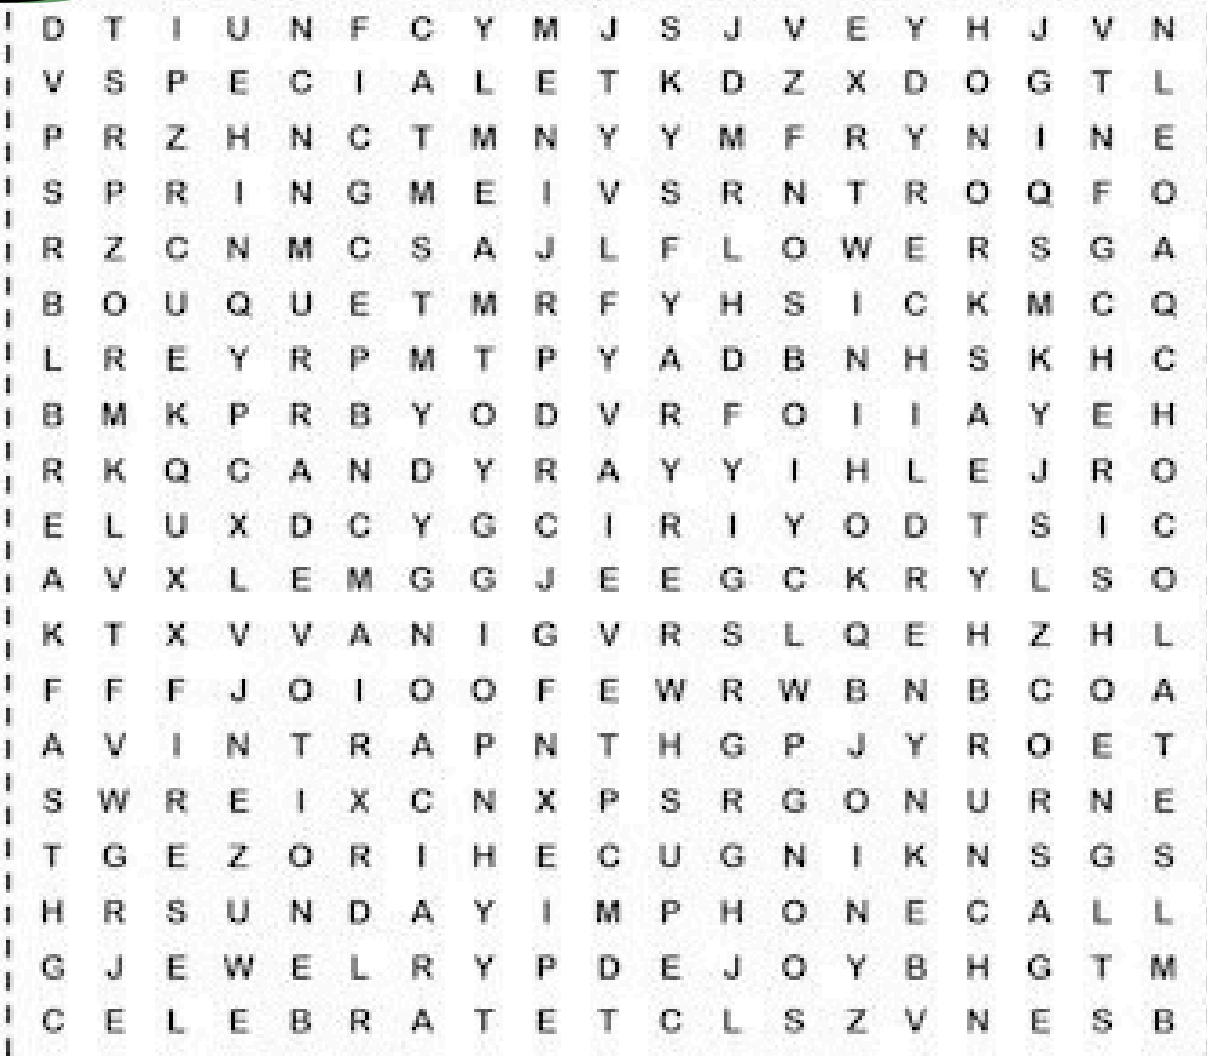 D T I U N F C Y M J S J V E Y H J V N
V S P E C I A L E T K D Z X D O G T L
P R Z H N C T M N Y Y M F R Y N I N E
S P R I N G M E I V S R N T R O Q F O
R Z C N M C S A J L F L O W E R S G A
B O U Q U E T M R F Y H S I C K M C Q
L R E Y R P M T P Y A D B N H S K H C
B M K P R B Y O D V R F O I I A Y E H
R K Q C A N D Y R A Y Y I H L E J R O
E L U X D C Y G C I R I Y O D T S I C
A V X L E M G G J E E G C K R Y L S O
K T X V V A N I G V R S L Q E H Z H L
F F F J O I O O F E W R W B N B C O A
A V I N T R A P N T H G P J Y R O E T
S W R E I X C N X P S R G O N U R N E
T G E Z O R I H E C U G N I K N S G S
H R S U N D A Y I M P H O N E C A L L
G J E W E L R Y P D E J O Y B H G T M
C E L E B R A T E T C L S Z V N E S B